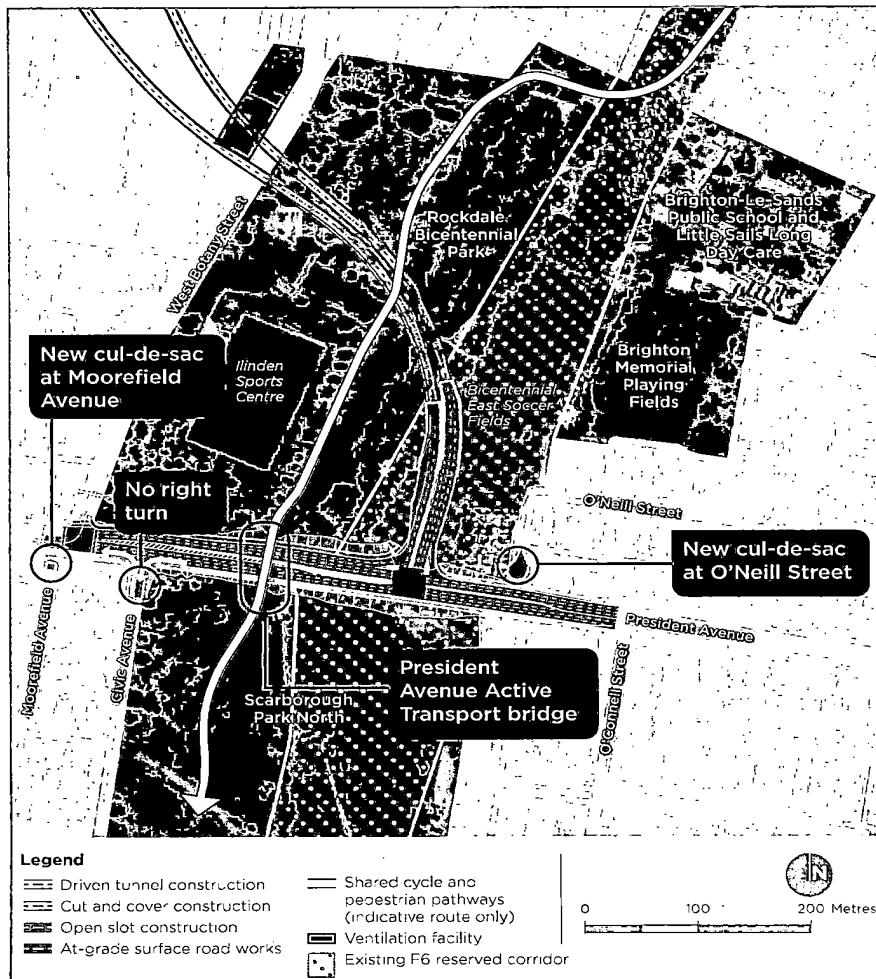 Rockdale
Bicentennial
Park
Brighton-Le-Sands
Public School and
Little Sails Long
Day Care
West Botany Street
New cul-de-sac
at Moorefield
Avenue
Ilinden
Sports
Centre
Bicentennial
East Soccer
Fields
Brighton
Memorial
Playing
Fields
No right
turn
O'Neill Street
New cul-de-sac
at O'Neill Street
Moorefield Avenue
Civic Avenue
President Avenue
Scarborough
Park North
President
Avenue Active
Transport bridge
O'Connell Street
Legend
Driven tunnel construction
Cut and cover construction
Open slot construction
At-grade surface road works
Shared cycle and
pedestrian pathways
(indicative route only)
Ventilation facility
Existing F6 reserved corridor
N
0 100 200 Metres